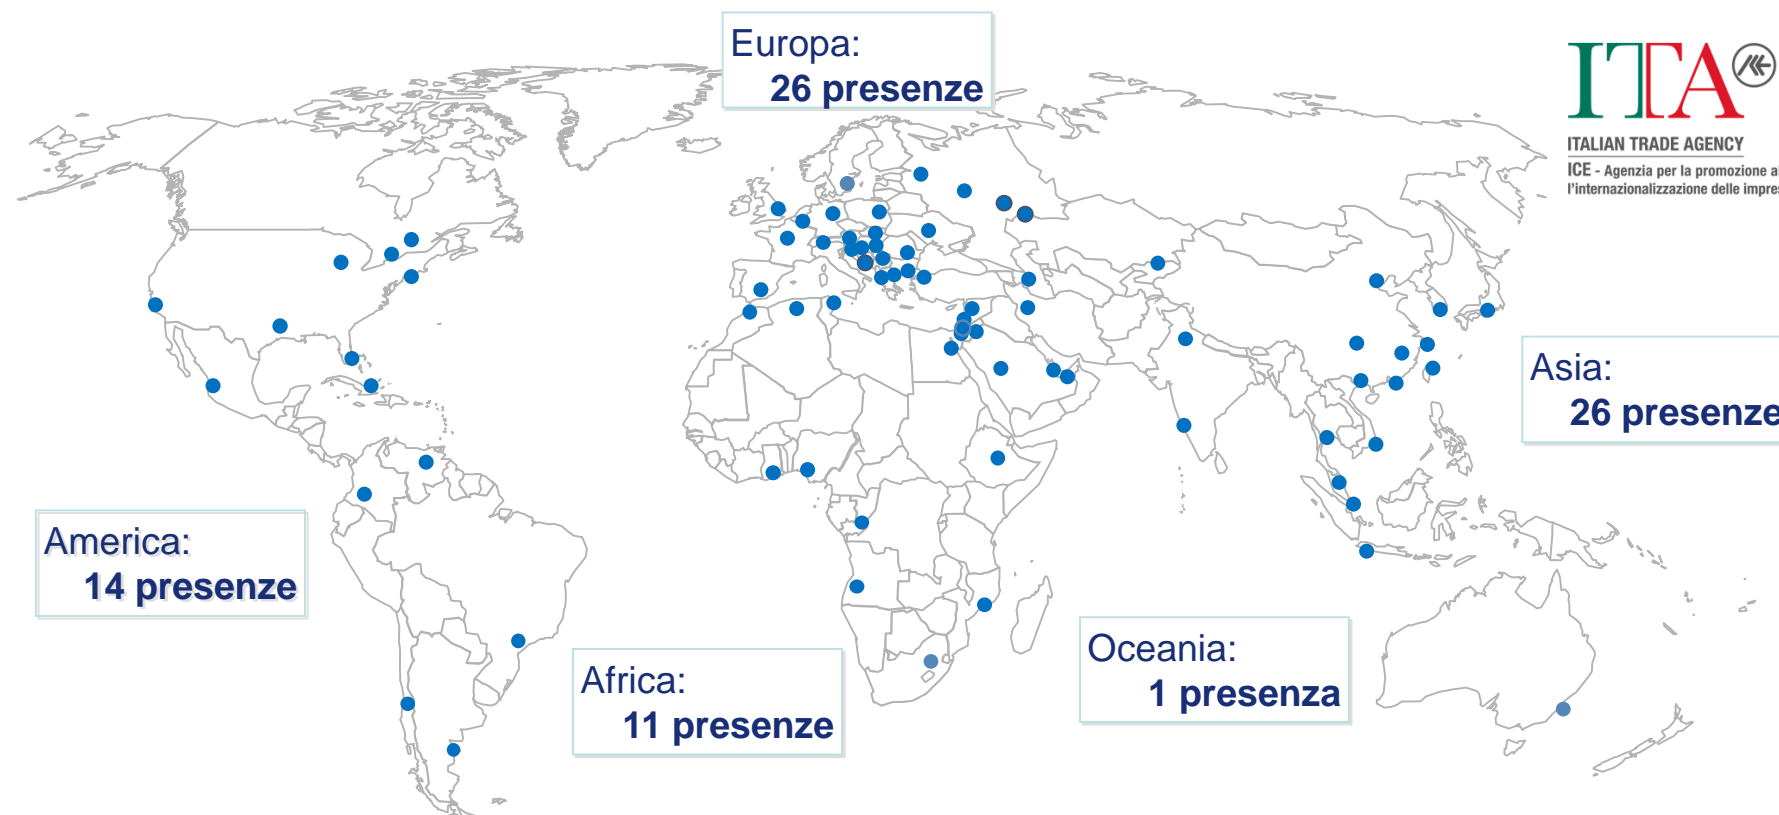 Europa:
26 presenze
ITA
ITALIAN TRADE AGENCY
ICE - Agenzia per la promozione al
l'internazionalizzazione delle impres
Asia:
26 presenze
America:
14 presenze
Africa:
11 presenze
Oceania:
1 presenza